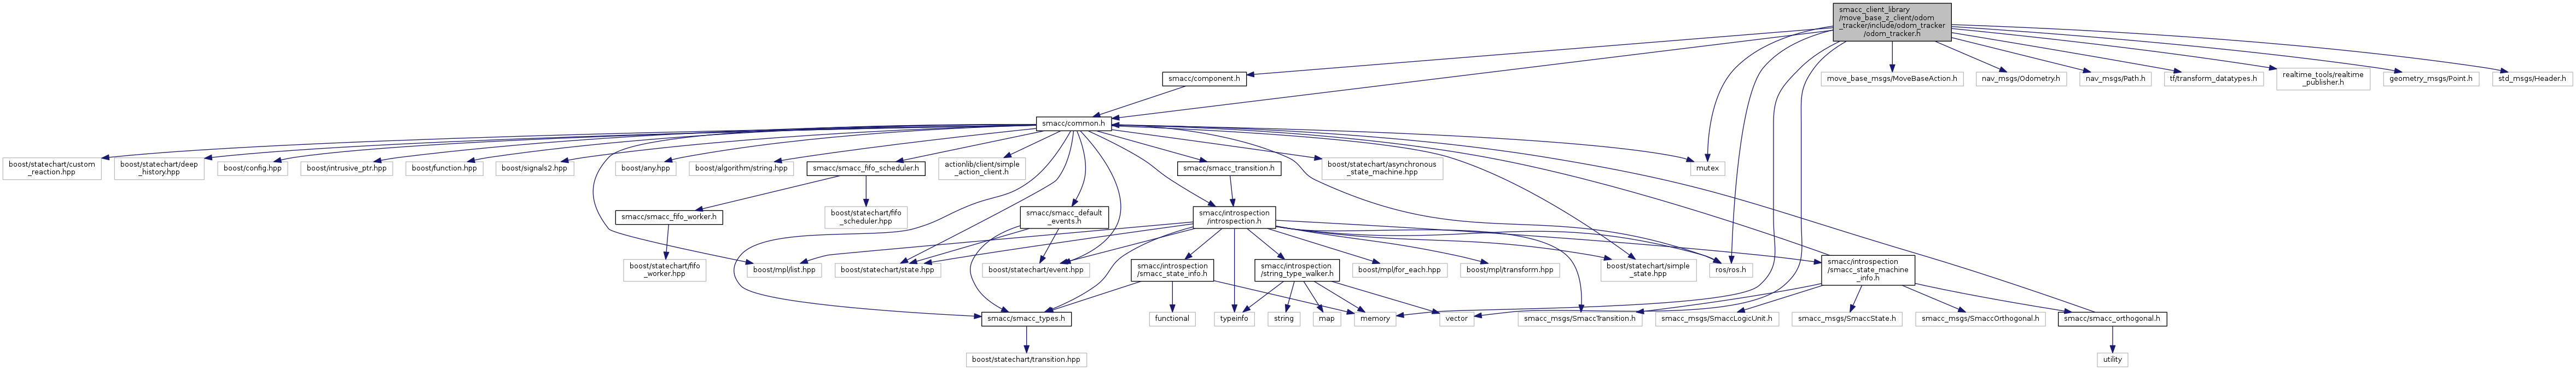 smacc_client_library
/move_base_z_client/odom
_tracker/include/odom_tracker
/odom_tracker.h
smacc/component.h
move_base_msgs/MoveBaseAction.h
nav_msgs/Odometry.h
nav_msgs/Path.h
tf/transform_datatypes.h
realtime_tools/realtime
_publisher.h
geometry_msgs/Point.h
std_msgs/Header.h
smacc/common.h
boost/statechart/custom
_reaction.hpp
boost/statechart/deep
_history.hpp
boost/config.hpp
boost/intrusive_ptr.hpp
boost/function.hpp
boost/signals2.hpp
boost/any.hpp
boost/algorithm/string.hpp
smacc/smacc_fifo_scheduler.h
actionlib/client/simple
_action_client.h
smacc/smacc_transition.h
boost/statechart/asynchronous
_state_machine.hpp
mutex
smacc/smacc_fifo_worker.h
boost/statechart/fifo
_scheduler.hpp
smacc/smacc_default
_events.h
smacc/introspection
/introspection.h
boost/statechart/fifo
_worker.hpp
boost/mpl/list.hpp
boost/statechart/state.hpp
boost/statechart/event.hpp
smacc/introspection
/smacc_state_info.h
smacc/introspection
/string_type_walker.h
boost/mpl/for_each.hpp
boost/mpl/transform.hpp
boost/statechart/simple
_state.hpp
ros/ros.h
smacc/introspection
/smacc_state_machine
_info.h
smacc/smacc_types.h
functional
typeinfo
string
map
memory
vector
smacc_msgs/SmaccTransition.h
smacc_msgs/SmaccLogicUnit.h
smacc_msgs/SmaccState.h
smacc_msgs/SmaccOrthogonal.h
smacc/smacc_orthogonal.h
boost/statechart/transition.hpp
utility